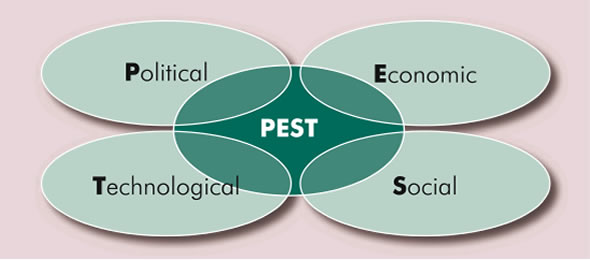 Political
Economic
PEST
Technological
Social